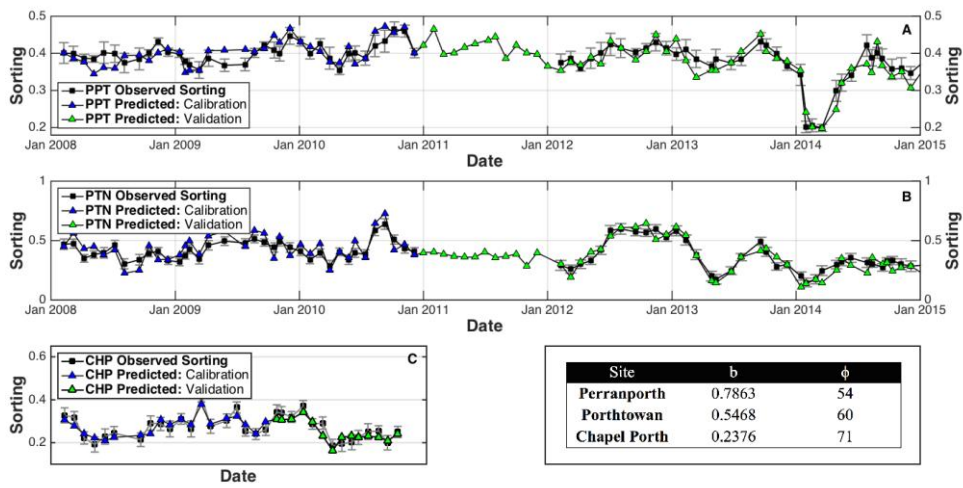 A
0.5
0.4
0.3
0.2
Sorting
PPT Observed Sorting
PPT Predicted: Calibration
PPT Predicted: Validation
0.5
0.4
0.3
0.2
Sorting
Jan 2008 Jan 2009 Jan 2010 Jan 2011 Jan 2012 Jan 2013 Jan 2014 Jan 2015
Date
B
1
0.5
0
Sorting
PTN Observed Sorting
PTN Predicted: Calibration
PTN Predicted: Validation
1
0.5
0
Sorting
Jan 2008 Jan 2009 Jan 2010 Jan 2011 Jan 2012 Jan 2013 Jan 2014 Jan 2015
Date
C
0.6
0.4
0.2
Sorting
CHP Observed Sorting
CHP Predicted: Calibration
CHP Predicted: Validation
Date
Site b ϕ
Perranporth 0.7863 54
Porthtowan 0.5468 60
Chapel Porth 0.2376 71